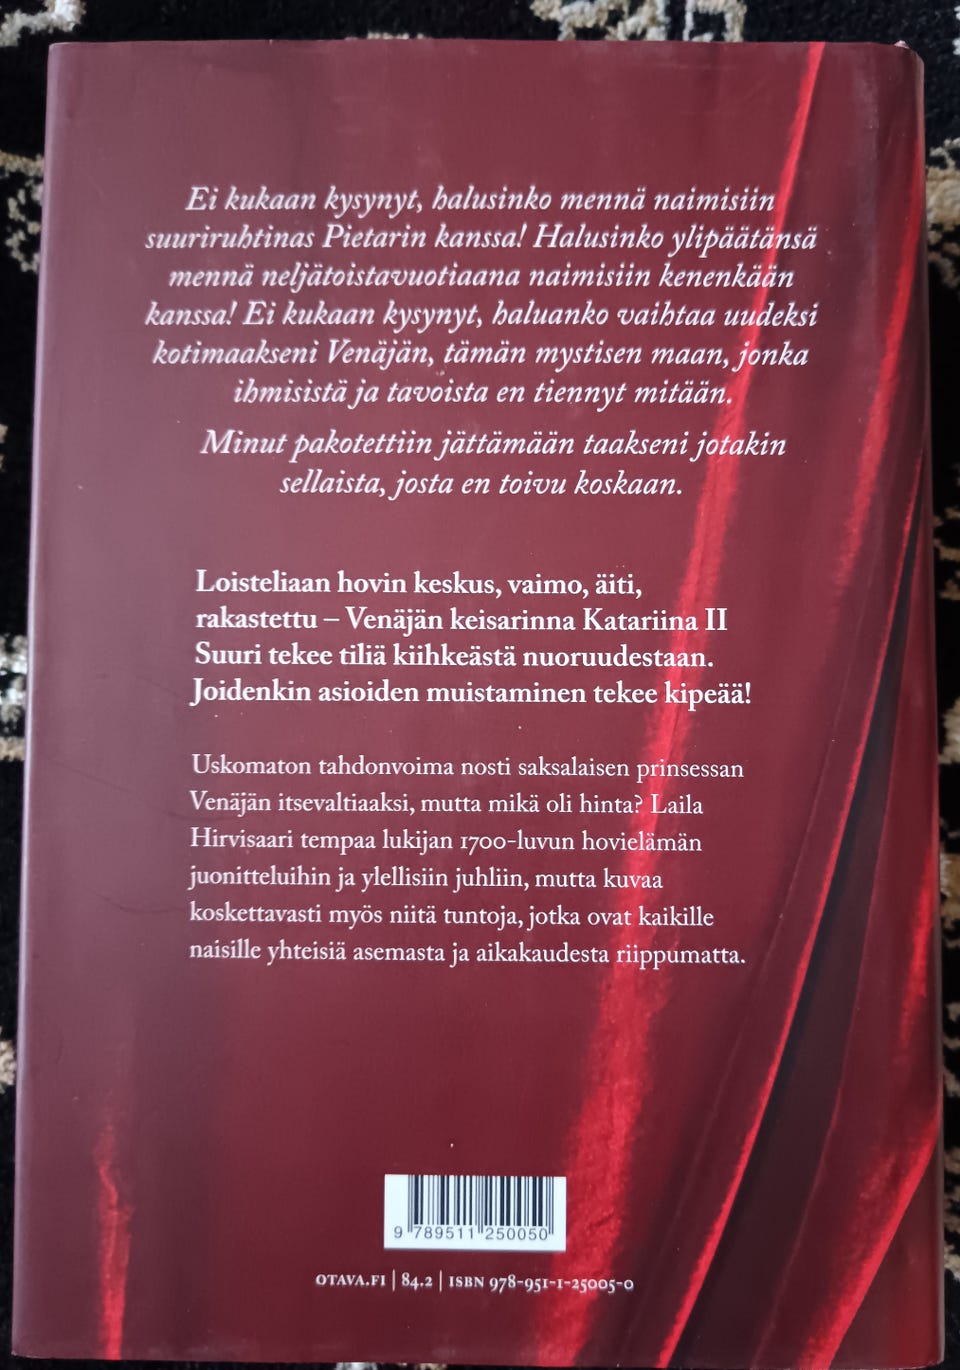 Ei kukaan kysynyt, halusinko mennä naimisiin
suuriruhtinas Pietarin kanssa! Halusinko ylipäätänsä
mennä neljätoistavuotiaana naimisiin kenenkään
kanssa! Ei kukaan kysynyt, haluanko vaihtaa uudeksi
kotimaakseni Venäjän, tämän mystisen maan, jonka
ihmisistä ja tavoista en tiennyt mitään.
Minut pakotettiin jättämään taakseni jotakin
sellaista, josta en toivu koskaan.
Loisteliaan hovin keskus, vaimo, äiti,
rakastettu – Venäjän keisarinna Katariina II
Suuri tekee tiliä kiihkeästä nuoruudestaan.
Joidenkin asioiden muistaminen tekee kipeää!
Uskomaton tahdonvoima nosti saksalaisen prinsessan
Venäjän itsevaltiaaksi, mutta mikä oli hinta? Laila
Hirvisaari tempaa lukijan 1700-luvun hovielämän
juonitteluihin ja ylellisiin juhliin, mutta kuvaa
koskettavasti myös niitä tuntoja, jotka ovat kaikille
naisille yhteisiä asemasta ja aikakaudesta riippumatta.
9 789511 250050
OTAVA.FI | 84.2 | ISBN 978-951-1-25005-0